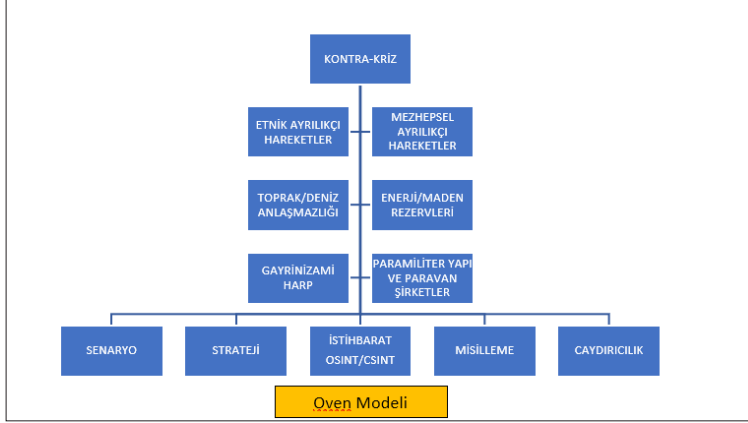 KONTRA-KRİZ
ETNİK AYRILIKÇI
HAREKETLER
MEZHEPSEL
AYRILIKÇI
HAREKETLER
TOPRAK/DENİZ
ANLAŞMAZLIĞI
ENERJİ/MADEN
REZERVLERİ
GAYRİNİZAMİ
HARP
PARAMİLİTER YAPI
VE PARAVAN
ŞİRKETLER
SENARYO
STRATEJİ
İSTİHBARAT
OSINT/CSINT
MİSİLLEME
CAYDIRICILIK
Oven Modeli